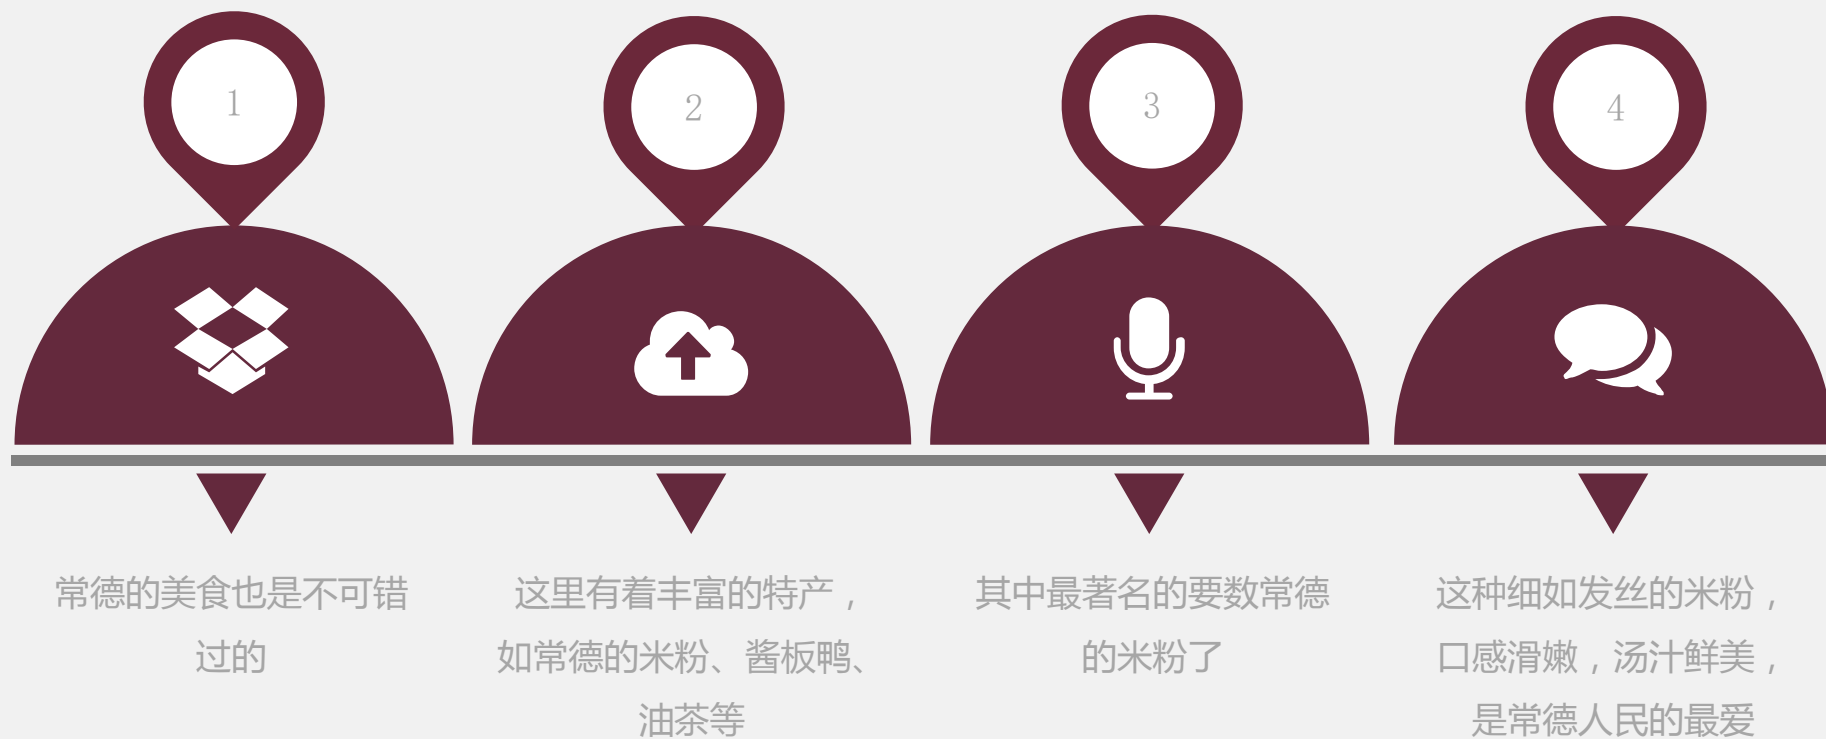 1
2
3
4
常德的美食也是不可错
过的
这里有着丰富的特产，
如常德的米粉、酱板鸭、
油茶等
其中最著名的要数常德
的米粉了
这种细如发丝的米粉，
口感滑嫩，汤汁鲜美，
是常德人民的最爱